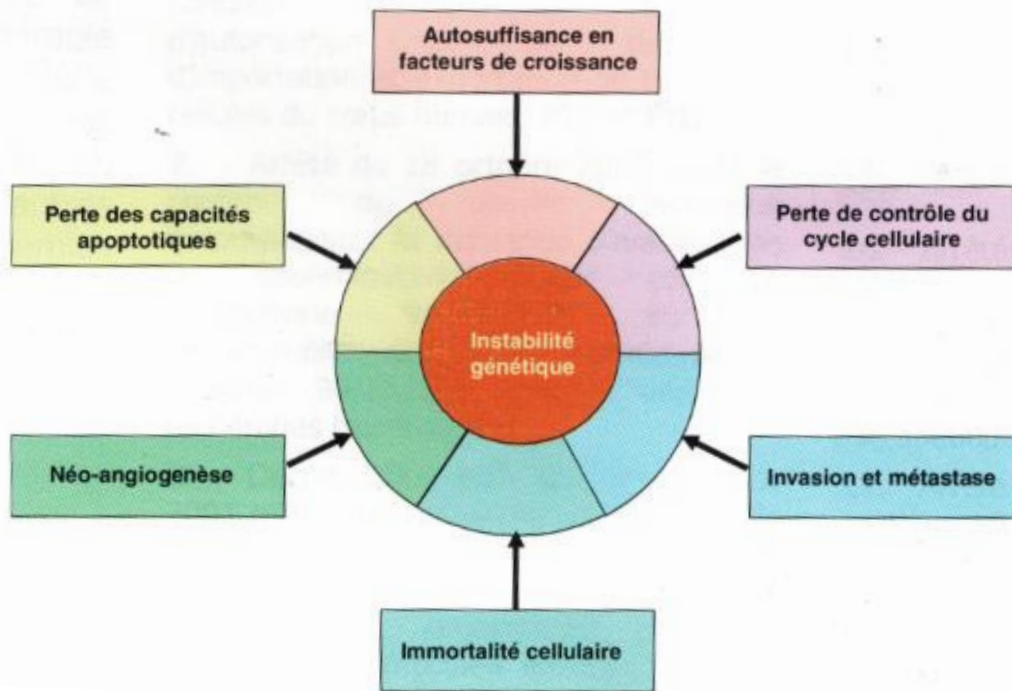 Autosuffisance en
facteurs de croissance
Perte des capacités
apoptotiques
Perte de contrôle du
cycle cellulaire
Instabilité
génétique
Néo-angiogenèse
Invasion et métastase
Immortalité cellulaire